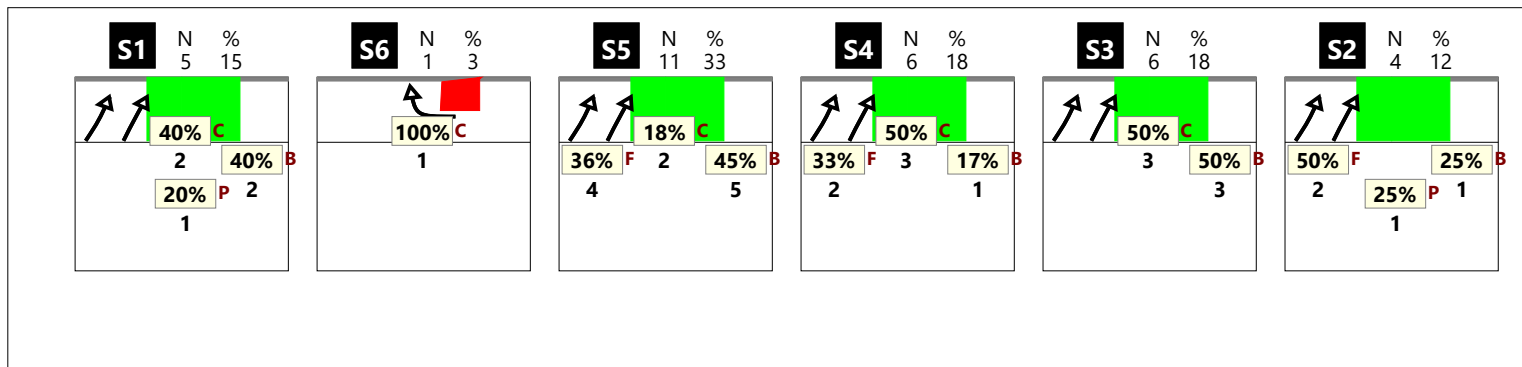 S1 N % 5 15
40% C
2 40% B
20% P 2
1
S6 N % 1 3
100% C
1
S5 N % 11 33
18% C
36% F 2 45% B
4 5
S4 N % 6 18
50% C
33% F 3 17% B
2 1
S3 N % 6 18
50% C
3 50% B
3
S2 N % 4 12
50% F 25% B
2 25% P 1
1